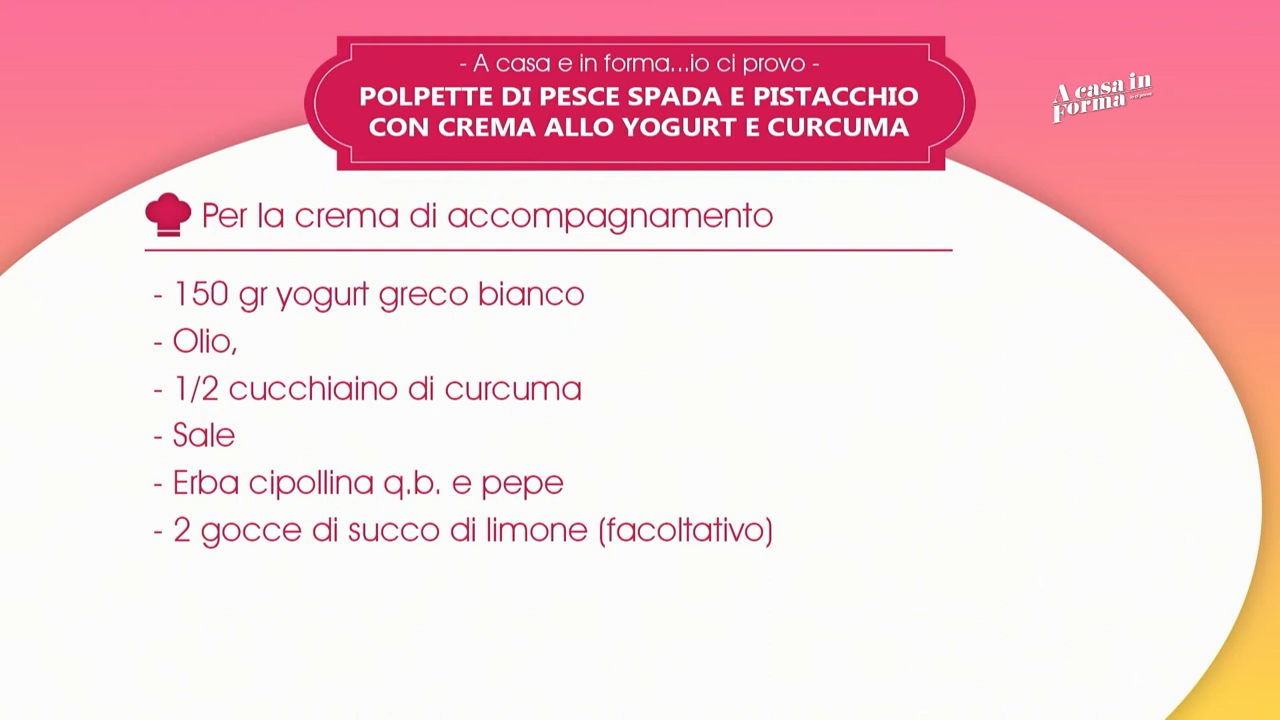 - A casa e in forma...io ci provo -
POLPETTE DI PESCE SPADA E PISTACCHIO
CON CREMA ALLO YOGURT E CURCUMA
A casa in
Forma
Per la crema di accompagnamento
- 150 gr yogurt greco bianco
- Olio,
- 1/2 cucchiaino di curcuma
- Sale
- Erba cipollina q.b. e pepe
- 2 gocce di succo di limone (facoltativo)